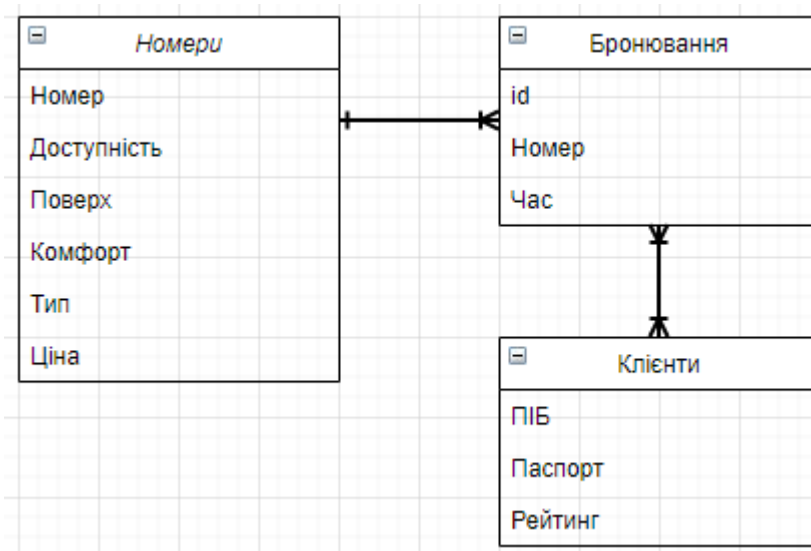 Номери
Номер
Доступність
Поверх
Комфорт
Тип
Ціна
Бронювання
id
Номер
Час
Клієнти
ПІБ
Паспорт
Рейтинг